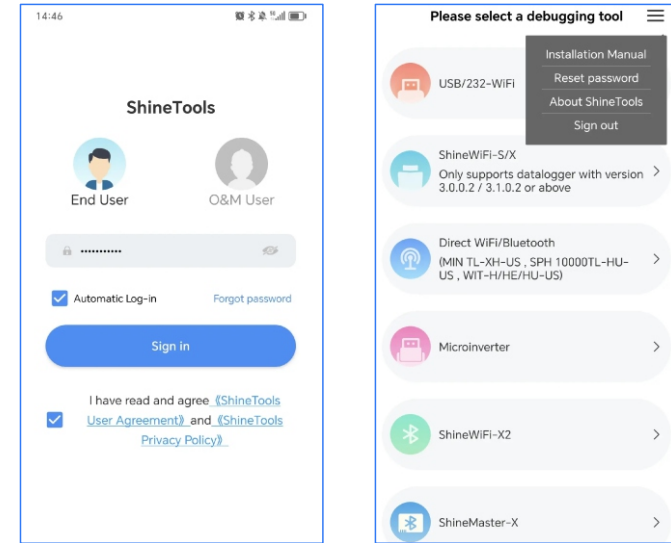 14:46
ShineTools
End User
O&M User
•••••••••••
Automatic Log-in
Forgot password
Sign in
I have read and agree 《ShineTools
User Agreement》 and 《ShineTools
Privacy Policy》
Please select a debugging tool
Installation Manual
Reset password
About ShineTools
Sign out
USB/232-WiFi
ShineWiFi-S/X
Only supports datalogger with version
3.0.0.2 / 3.1.0.2 or above
Direct WiFi/Bluetooth
(MIN TL-XH-US , SPH 10000TL-HU-
US , WIT-H/HE/HU-US)
Microinverter
ShineWiFi-X2
ShineMaster-X